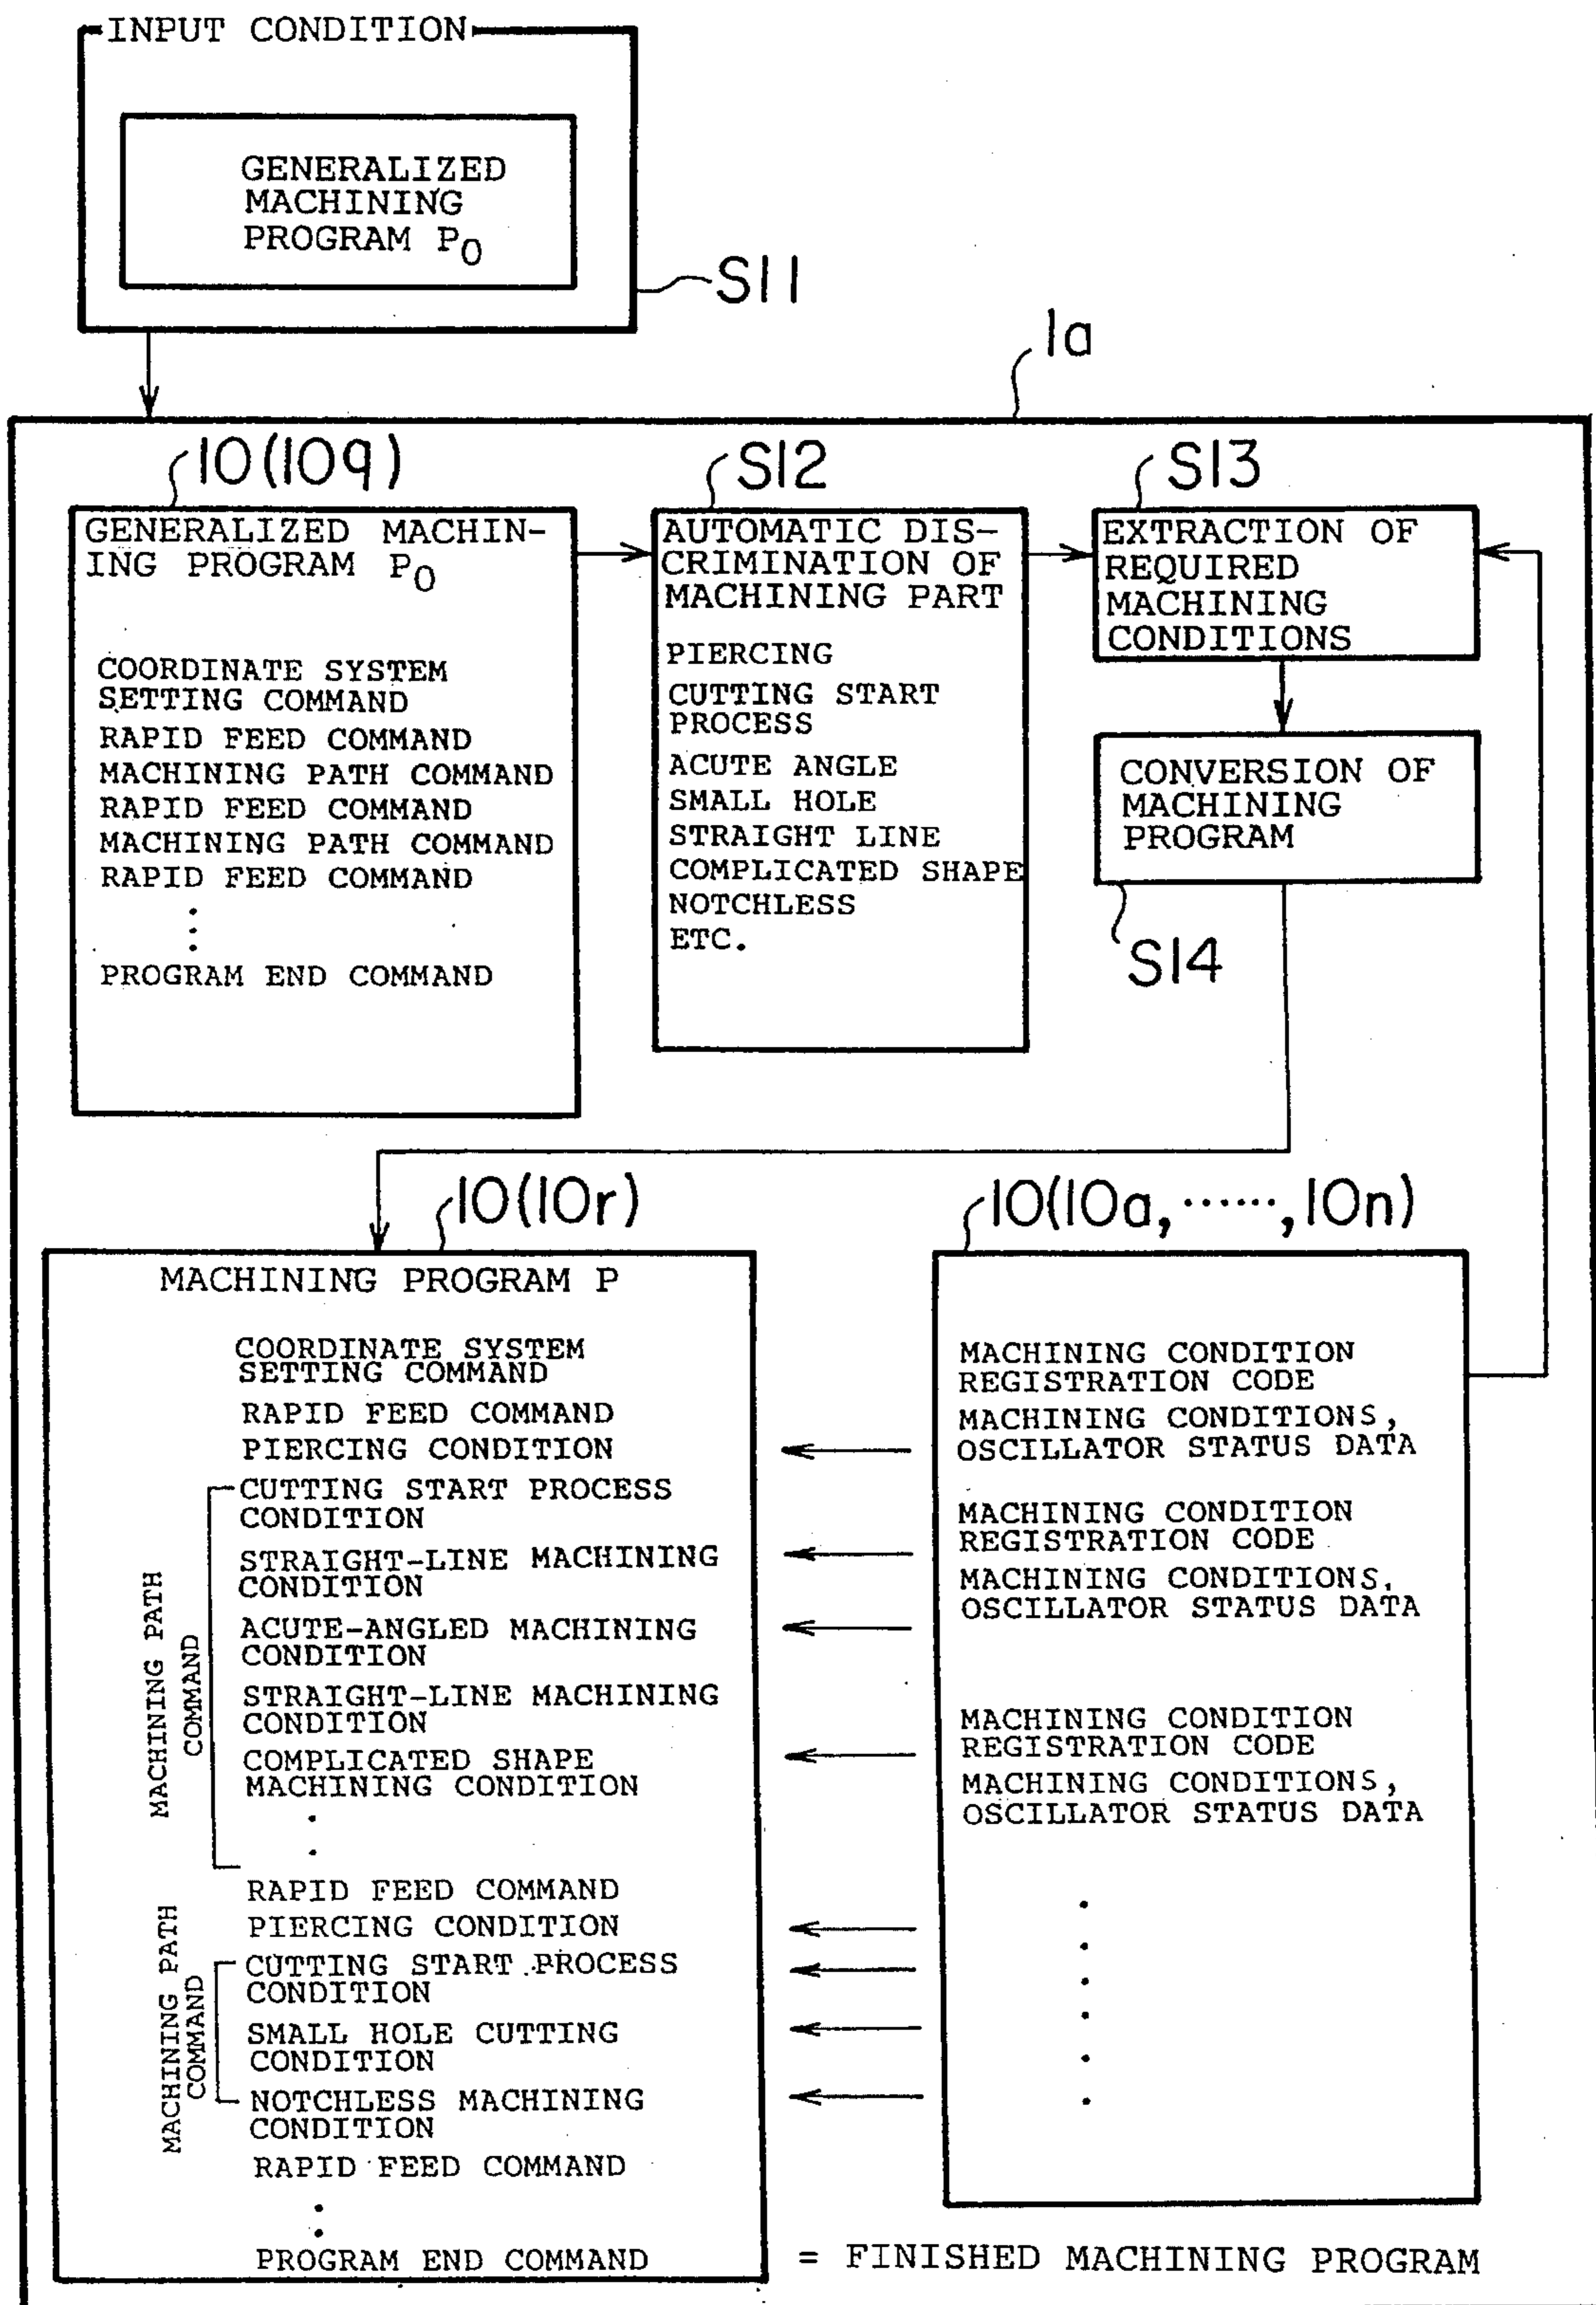 INPUT CONDITION
GENERALIZED
MACHINING
PROGRAM P0
S11
1a
10(10q)
GENERALIZED MACHIN-
ING PROGRAM P0
COORDINATE SYSTEM
SETTING COMMAND
RAPID FEED COMMAND
MACHINING PATH COMMAND
RAPID FEED COMMAND
MACHINING PATH COMMAND
RAPID FEED COMMAND
PROGRAM END COMMAND
S12
AUTOMATIC DIS-
CRIMINATION OF
MACHINING PART
PIERCING
CUTTING START
PROCESS
ACUTE ANGLE
SMALL HOLE
STRAIGHT LINE
COMPLICATED SHAPE
NOTCHLESS
ETC.
S13
EXTRACTION OF
REQUIRED
MACHINING
CONDITIONS
CONVERSION OF
MACHINING
PROGRAM
S14
10(10r)
MACHINING PROGRAM P
COORDINATE SYSTEM
SETTING COMMAND
RAPID FEED COMMAND
PIERCING CONDITION
MACHINING PATH
COMMAND
CUTTING START PROCESS
CONDITION
STRAIGHT-LINE MACHINING
CONDITION
ACUTE-ANGLED MACHINING
CONDITION
STRAIGHT-LINE MACHINING
CONDITION
COMPLICATED SHAPE
MACHINING CONDITION
RAPID FEED COMMAND
PIERCING CONDITION
MACHINING PATH
COMMAND
CUTTING START PROCESS
CONDITION
SMALL HOLE CUTTING
CONDITION
NOTCHLESS MACHINING
CONDITION
RAPID FEED COMMAND
PROGRAM END COMMAND
10(10a, ······, 10n)
MACHINING CONDITION
REGISTRATION CODE
MACHINING CONDITIONS,
OSCILLATOR STATUS DATA
MACHINING CONDITION
REGISTRATION CODE
MACHINING CONDITIONS,
OSCILLATOR STATUS DATA
MACHINING CONDITION
REGISTRATION CODE
MACHINING CONDITIONS,
OSCILLATOR STATUS DATA
= FINISHED MACHINING PROGRAM